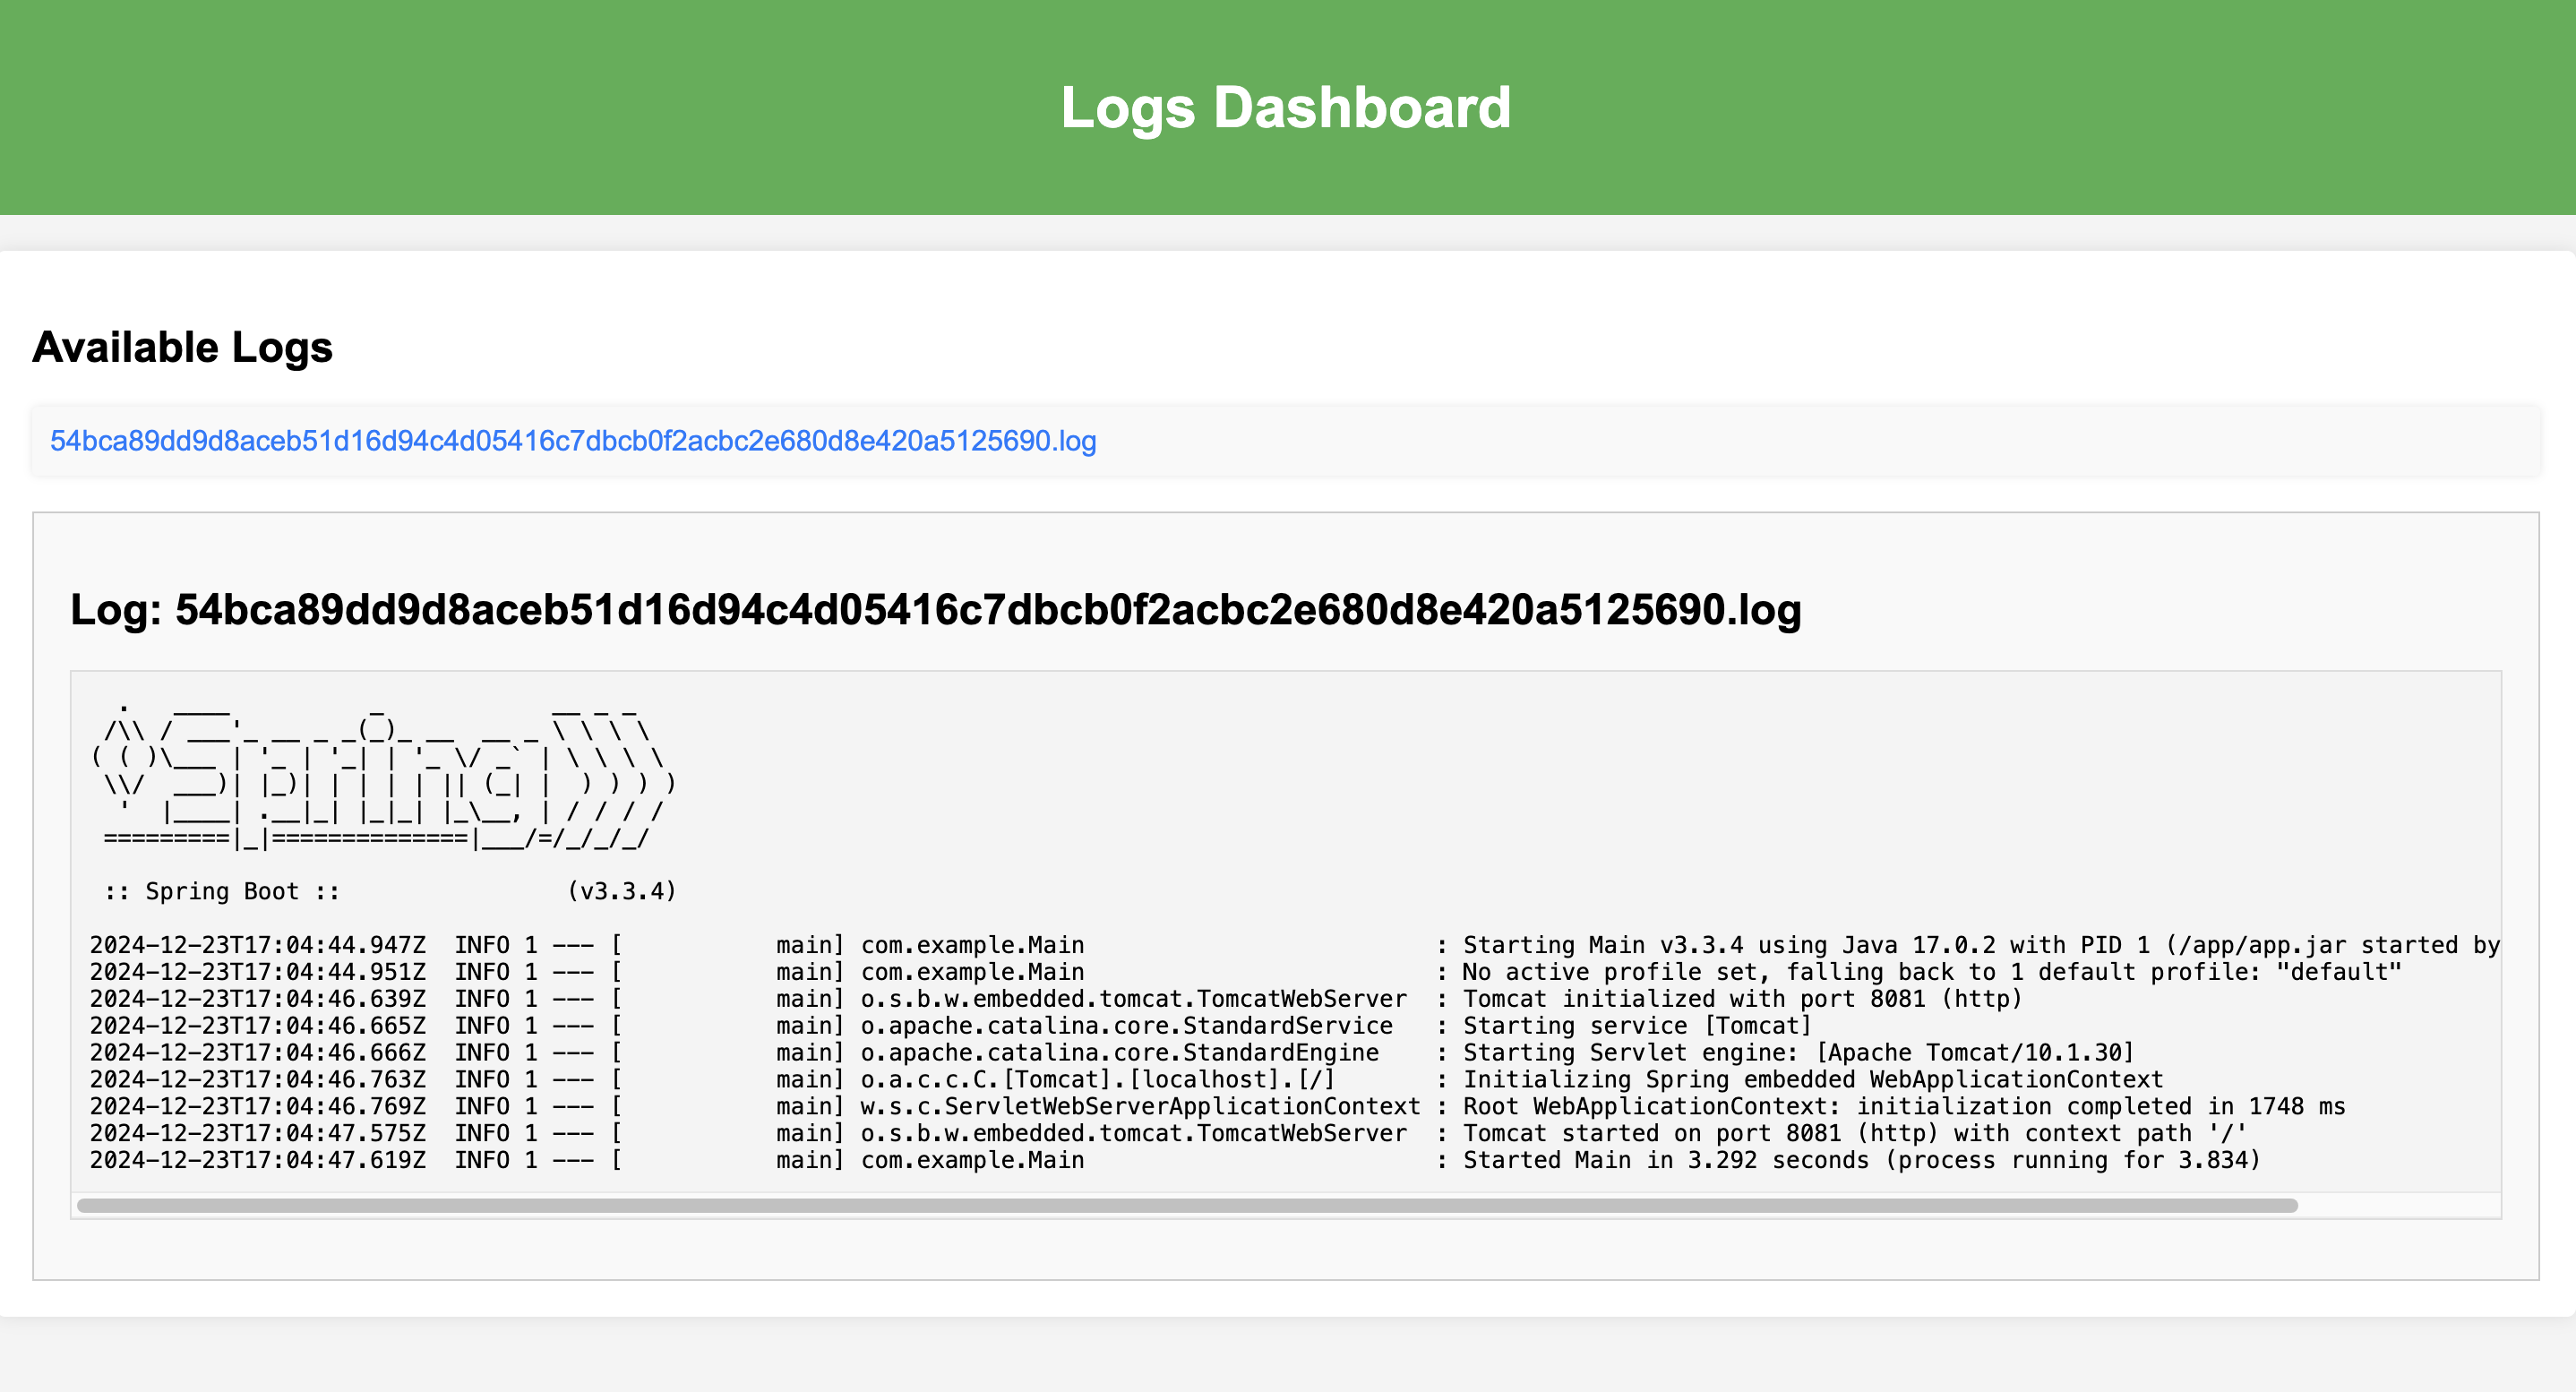 Logs Dashboard
Available Logs
54bca89dd9d8aceb51d16d94c4d05416c7dbcb0f2acbc2e680d8e420a5125690.log
Log: 54bca89dd9d8aceb51d16d94c4d05416c7dbcb0f2acbc2e680d8e420a5125690.log
  .   ____          _            __ _ _
 /\\ / ___'_ __ _ _(_)_ __  __ _ \ \ \ \
( ( )\___ | '_ | '_| | '_ \/ _` | \ \ \ \
 \\/  ___)| |_)| | | | | || (_| |  ) ) ) )
  '  |____| .__|_| |_|_| |_\__, | / / / /
 =========|_|==============|___/=/_/_/_/
 :: Spring Boot ::                (v3.3.4)
2024-12-23T17:04:44.947Z  INFO 1 --- [           main] com.example.Main                         : Starting Main v3.3.4 using Java 17.0.2 with PID 1 (/app/app.jar started by
2024-12-23T17:04:44.951Z  INFO 1 --- [           main] com.example.Main                         : No active profile set, falling back to 1 default profile: "default"
2024-12-23T17:04:46.639Z  INFO 1 --- [           main] o.s.b.w.embedded.tomcat.TomcatWebServer  : Tomcat initialized with port 8081 (http)
2024-12-23T17:04:46.665Z  INFO 1 --- [           main] o.apache.catalina.core.StandardService   : Starting service [Tomcat]
2024-12-23T17:04:46.666Z  INFO 1 --- [           main] o.apache.catalina.core.StandardEngine    : Starting Servlet engine: [Apache Tomcat/10.1.30]
2024-12-23T17:04:46.763Z  INFO 1 --- [           main] o.a.c.c.C.[Tomcat].[localhost].[/]       : Initializing Spring embedded WebApplicationContext
2024-12-23T17:04:46.769Z  INFO 1 --- [           main] w.s.c.ServletWebServerApplicationContext : Root WebApplicationContext: initialization completed in 1748 ms
2024-12-23T17:04:47.575Z  INFO 1 --- [           main] o.s.b.w.embedded.tomcat.TomcatWebServer  : Tomcat started on port 8081 (http) with context path '/'
2024-12-23T17:04:47.619Z  INFO 1 --- [           main] com.example.Main                         : Started Main in 3.292 seconds (process running for 3.834)